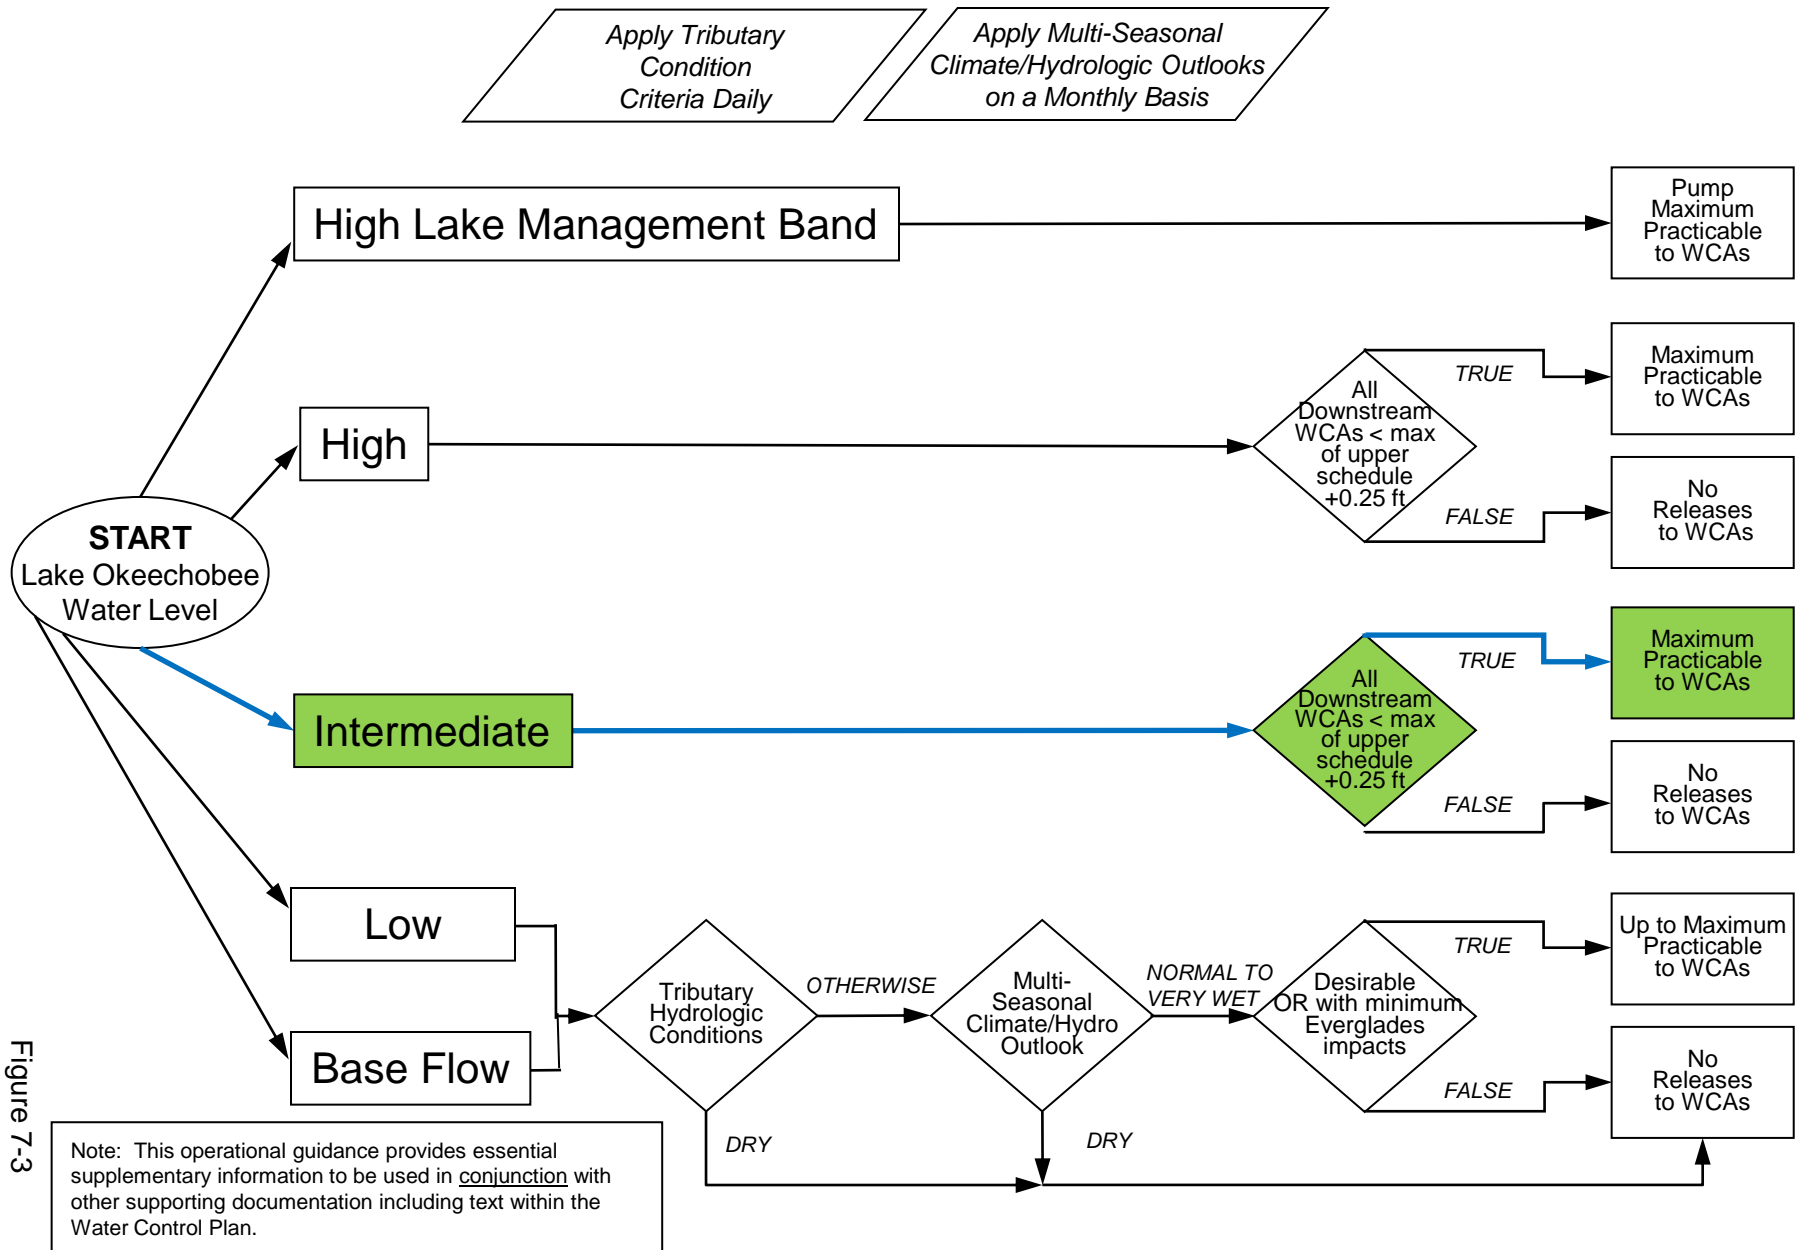 Apply Tributary
Condition
Criteria Daily
Apply Multi-Seasonal
Climate/Hydrologic Outlooks
on a Monthly Basis
High Lake Management Band
Pump
Maximum
Practicable
to WCAs
High
All
Downstream
WCAs < max
of upper
schedule
+0.25 ft
TRUE
Maximum
Practicable
to WCAs
FALSE
No
Releases
to WCAs
START
Lake Okeechobee
Water Level
Intermediate
All
Downstream
WCAs < max
of upper
schedule
+0.25 ft
TRUE
Maximum
Practicable
to WCAs
FALSE
No
Releases
to WCAs
Low
Base Flow
Tributary
Hydrologic
Conditions
OTHERWISE
DRY
Multi-
Seasonal
Climate/Hydro
Outlook
NORMAL TO
VERY WET
DRY
Desirable
OR with minimum
Everglades
impacts
TRUE
Up to Maximum
Practicable
to WCAs
FALSE
No
Releases
to WCAs
Figure 7-3
Note: This operational guidance provides essential
supplementary information to be used in conjunction with
other supporting documentation including text within the
Water Control Plan.